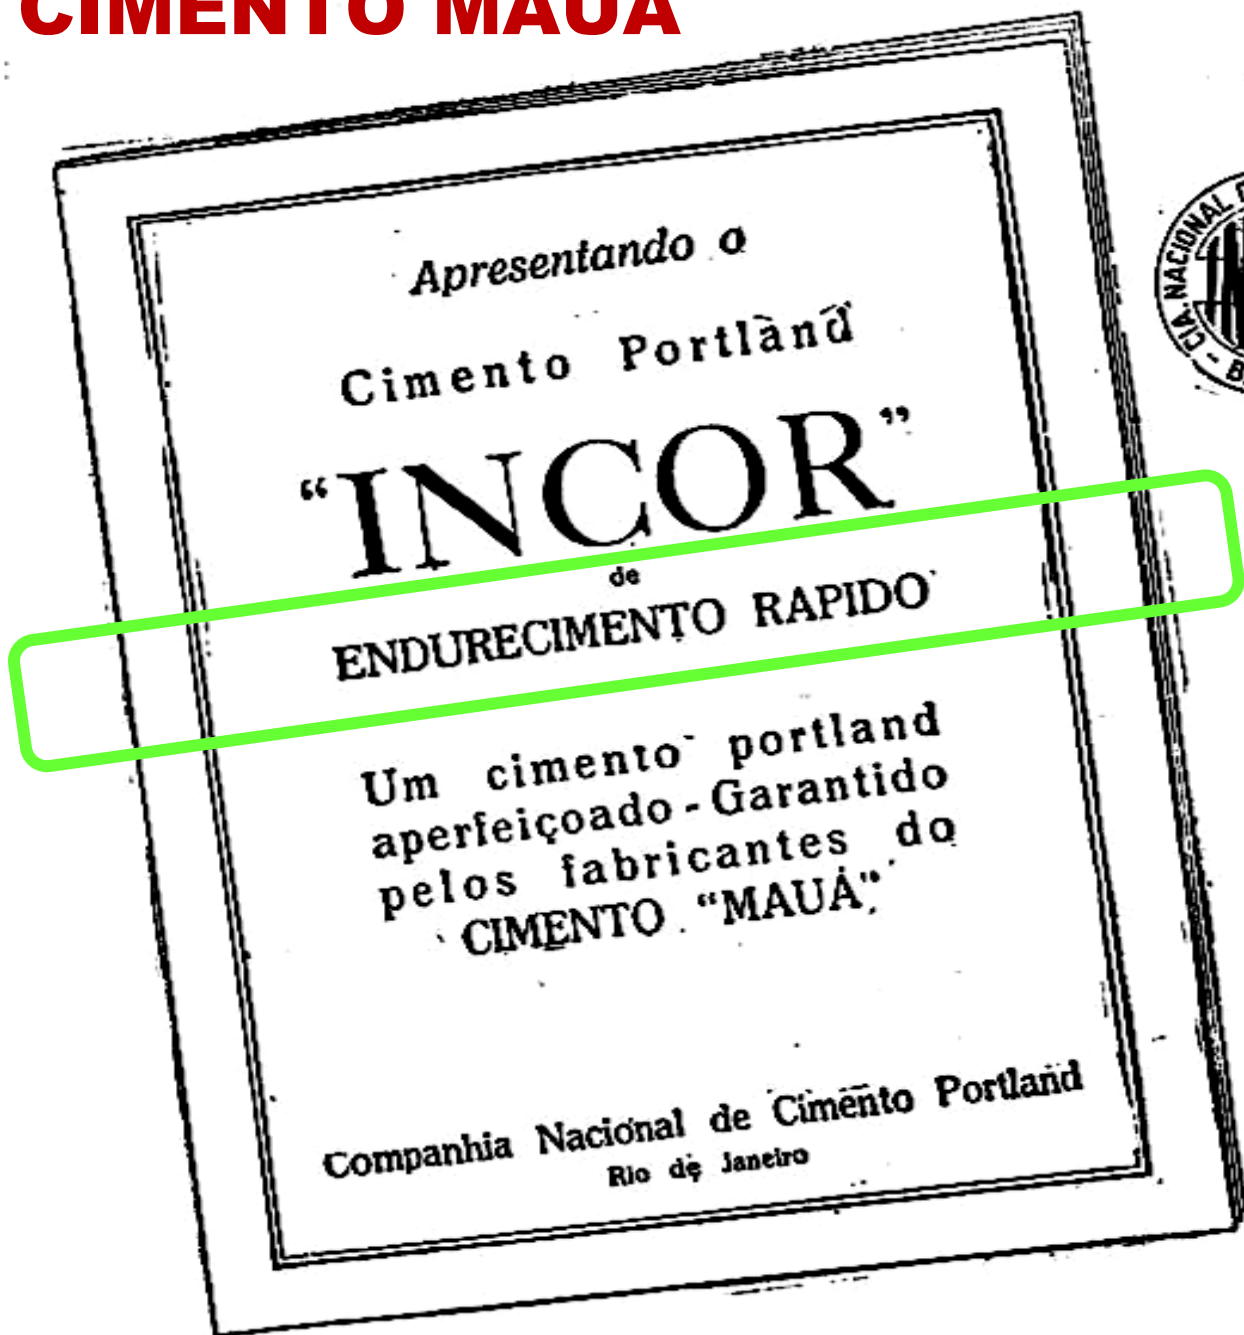 CIMENTO MAUÁ
Apresentando o
Cimento Portland
"INCOR"
de
ENDURECIMENTO RAPIDO
Um cimento portland
aperfeiçoado - Garantido
pelos fabricantes do
CIMENTO "MAUÁ".
Companhia Nacional de Cimento Portland
Rio de Janeiro
CIA. NACIONAL